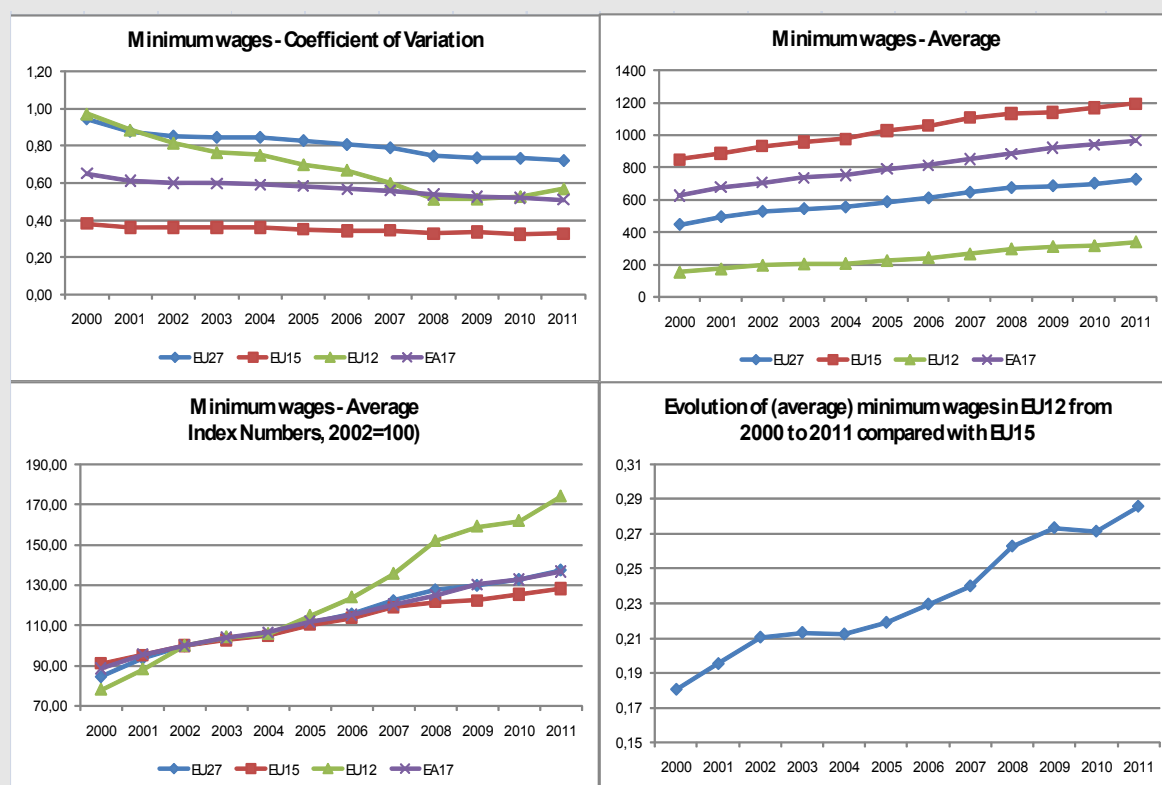 Minimum wages - Coefficient of Variation
1,20
1,00
0,80
0,60
0,40
0,20
0,00
2000 2001 2002 2003 2004 2005 2006 2007 2008 2009 2010 2011
EU27 EU15 EU12 EA17
Minimum wages - Average
1400
1200
1000
800
600
400
200
0
2000 2001 2002 2003 2004 2005 2006 2007 2008 2009 2010 2011
EU27 EU15 EU12 EA17
Minimum wages - Average
Index Numbers, 2002=100)
190,00
170,00
150,00
130,00
110,00
90,00
70,00
2000 2001 2002 2003 2004 2005 2006 2007 2008 2009 2010 2011
EU27 EU15 EU12 EA17
Evolution of (average) minimum wages in EU12 from
2000 to 2011 compared with EU15
0,31
0,29
0,27
0,25
0,23
0,21
0,19
0,17
0,15
2000 2001 2002 2003 2004 2005 2006 2007 2008 2009 2010 2011